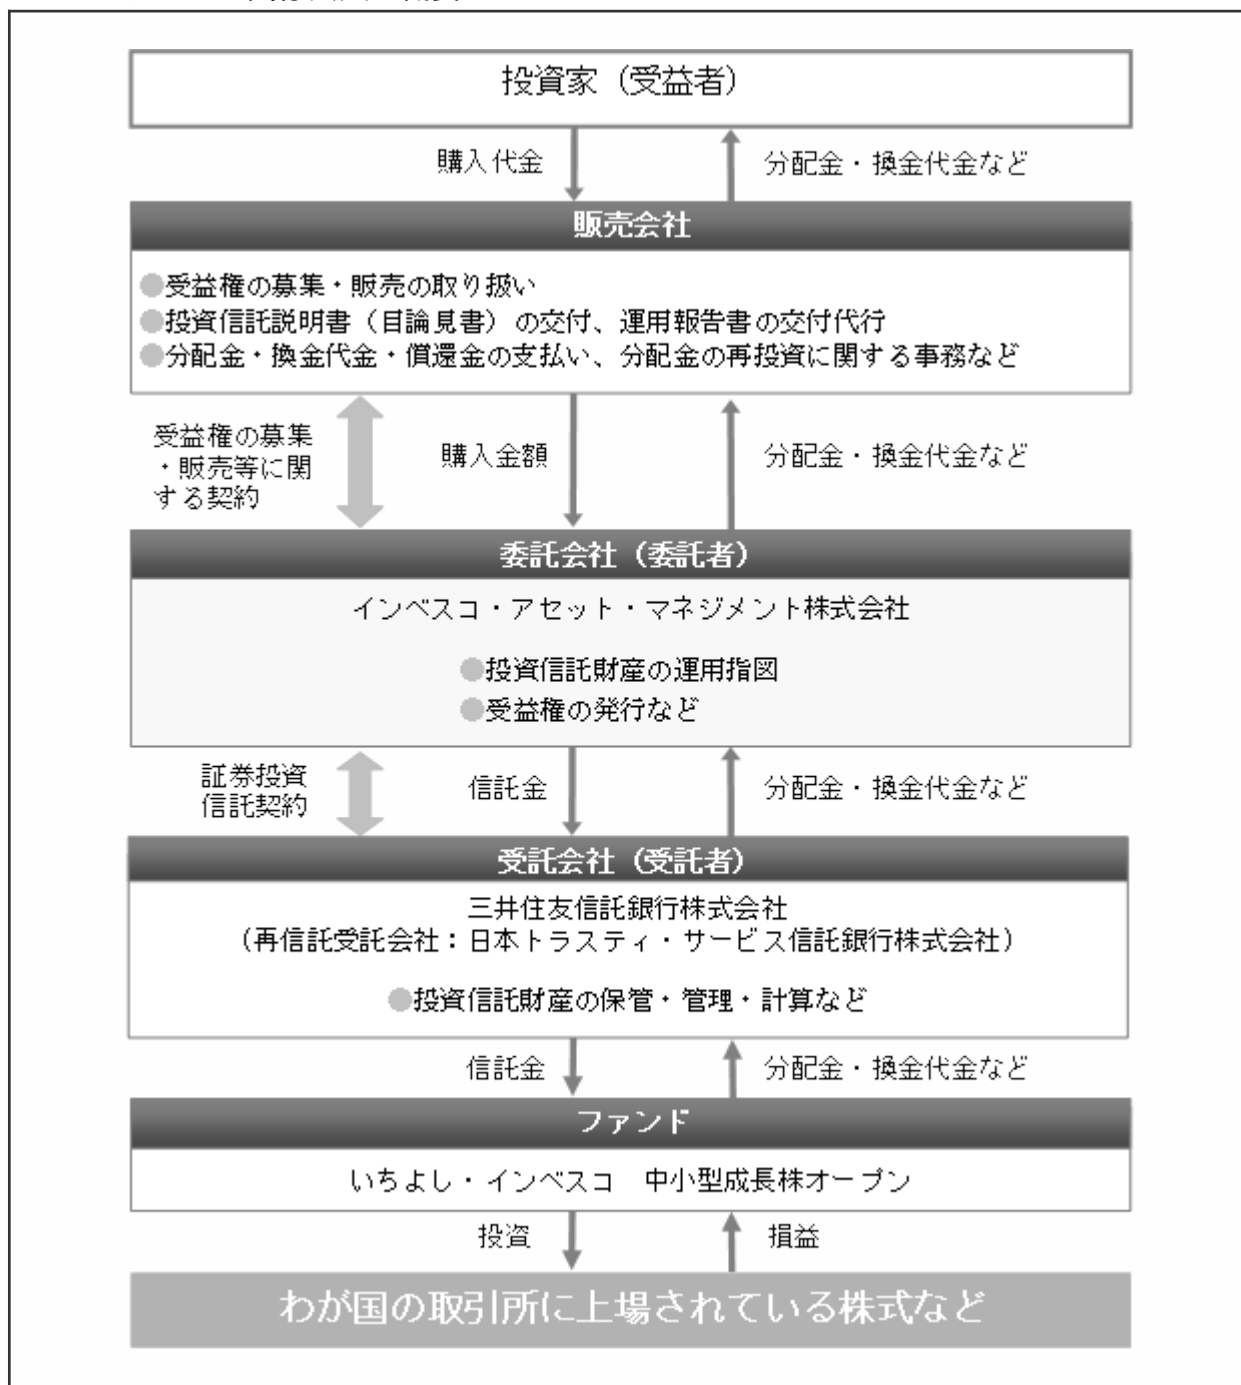 投資家（受益者）
購入代金
分配金・換金代金など
販売会社
●受益権の募集・販売の取り扱い
●投資信託説明書（目論見書）の交付、運用報告書の交付代行
●分配金・換金代金・償還金の支払い、分配金の再投資に関する事務など
受益権の募集
・販売等に関
する契約
購入金額
分配金・換金代金など
委託会社（委託者）
インベスコ・アセット・マネジメント株式会社
●投資信託財産の運用指図
●受益権の発行など
証券投資
信託契約
信託金
分配金・換金代金など
受託会社（受託者）
三井住友信託銀行株式会社
（再信託受託会社：日本トラスティ・サービス信託銀行株式会社）
●投資信託財産の保管・管理・計算など
信託金
分配金・換金代金など
ファンド
いちよし・インベスコ　中小型成長株オープン
投資
損益
わが国の取引所に上場されている株式など